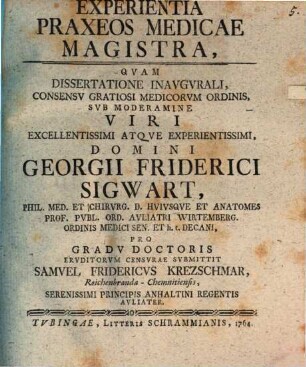 EXPERIENTIA
PRAXEOS MEDICAE
MAGISTRA,
QVAM
DISSERTATIONE INAVGVRALI,
CONSENSV GRATIOSI MEDICORVM ORDINIS,
SVB MODERAMINE
VIRI
EXCELLENTISSIMI ATQVE EXPERIENTISSIMI,
DOMINI
GEORGII FRIDERICI
SIGWART,
PHIL. MED. ET CHIRVRG. D. HVIVSQVE ET ANATOMES
PROF. PVBL. ORD. AVLIATRI WIRTEMBERG.
ORDINIS MEDICI SEN. ET h. t. DECANI,
PRO
GRADV DOCTORIS
ERVDITORVM CENSVRAE SVBMITTIT
SAMVEL FRIDERICVS KREZSCHMAR,
Reichenbranda-Chemnitiensis,
SERENISSIMI PRINCIPIS ANHALTINI REGENTIS
AVLIATER.
TVBINGAE, LITTERIS SCHRAMMIANIS, 1764.
5.